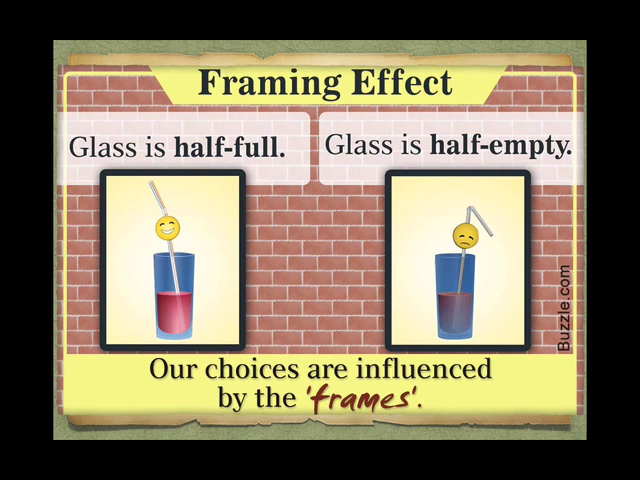 Framing Effect
Glass is half-full.
Glass is half-empty.
Buzzle.com
Our choices are influenced
by the 'frames'.